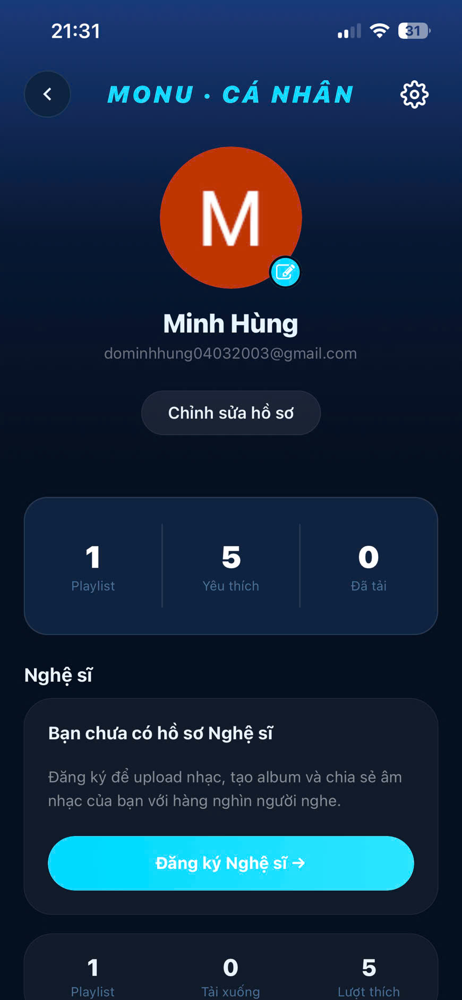 21:31
31
MONU · CÁ NHÂN
M
Minh Hùng
dominhhung04032003@gmail.com
Chỉnh sửa hồ sơ
1
Playlist
5
Yêu thích
0
Đã tải
Nghệ sĩ
Bạn chưa có hồ sơ Nghệ sĩ
Đăng ký để upload nhạc, tạo album và chia sẻ âm
nhạc của bạn với hàng nghìn người nghe.
Đăng ký Nghệ sĩ →
1
Playlist
0
Tải xuống
5
Lượt thích